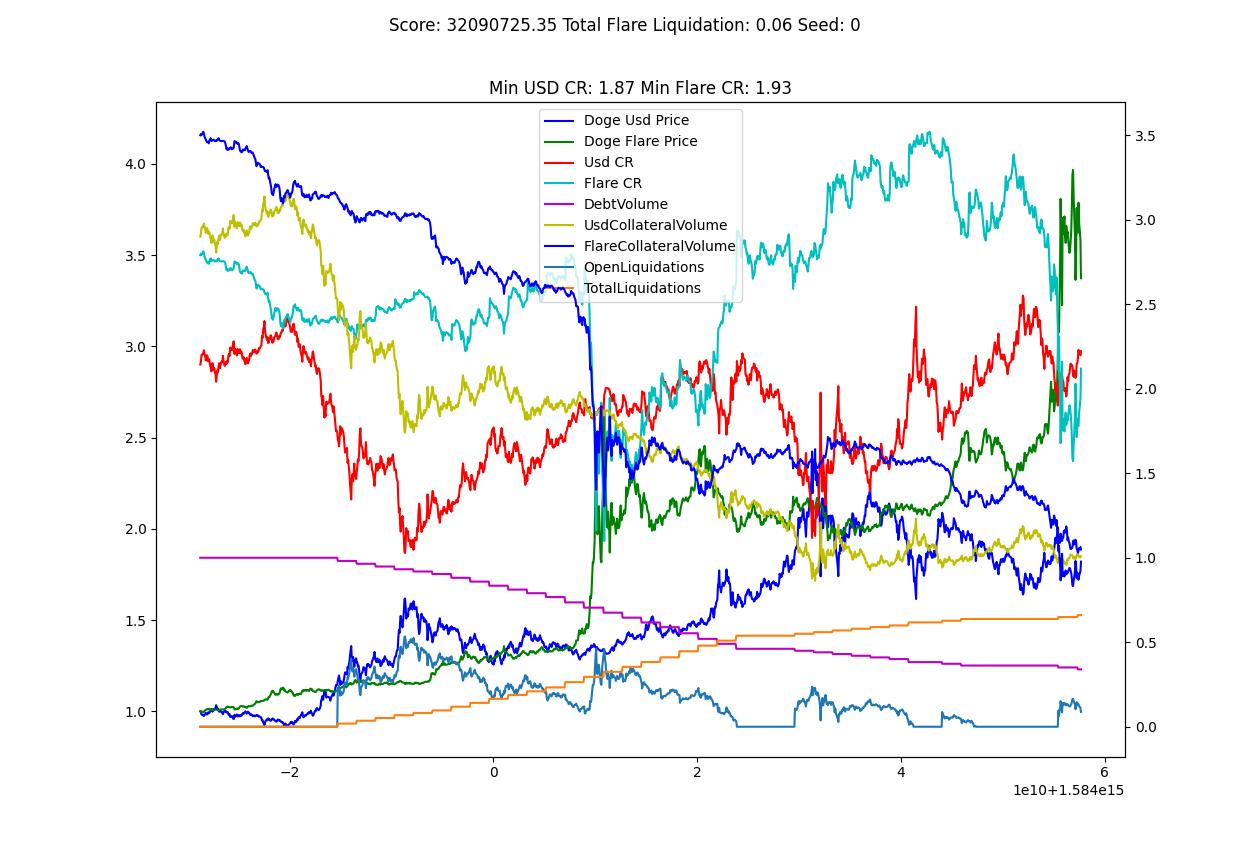 Score: 32090725.35 Total Flare Liquidation: 0.06 Seed: 0
Min USD CR: 1.87 Min Flare CR: 1.93
Doge Usd Price
Doge Flare Price
Usd CR
Flare CR
DebtVolume
UsdCollateralVolume
FlareCollateralVolume
OpenLiquidations
TotalLiquidations
4.0
3.5
3.0
2.5
2.0
1.5
1.0
3.5
3.0
2.5
2.0
1.5
1.0
0.5
0.0
−2 0 2 4 6
1e10+1.584e15